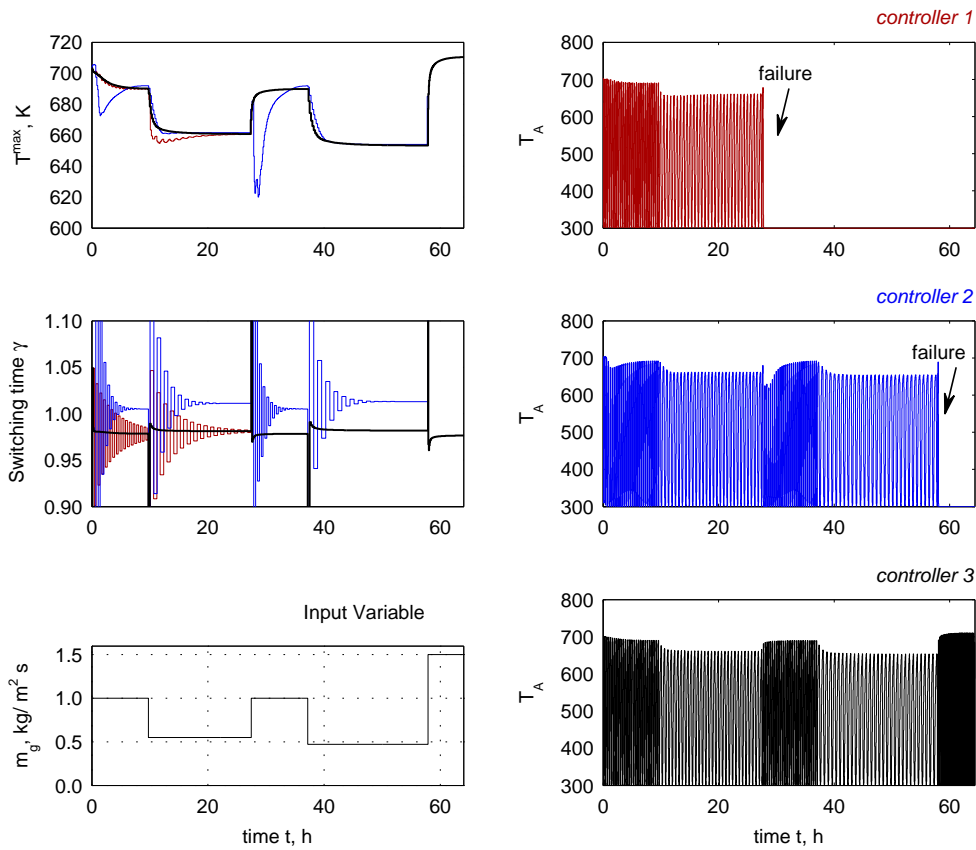 controller 1
720
700
680
660
640
620
600
T^max, K
0 20 40 60
800
700
600
500
400
300
T_A
failure
0 20 40 60
controller 2
1.10
1.05
1.00
0.95
0.90
Switching time γ
0 20 40 60
800
700
600
500
400
300
T_A
failure
0 20 40 60
controller 3
Input Variable
1.5
1.0
0.5
0.0
m_g, kg/ m² s
0 20 40 60
time t, h
800
700
600
500
400
300
T_A
0 20 40 60
time t, h